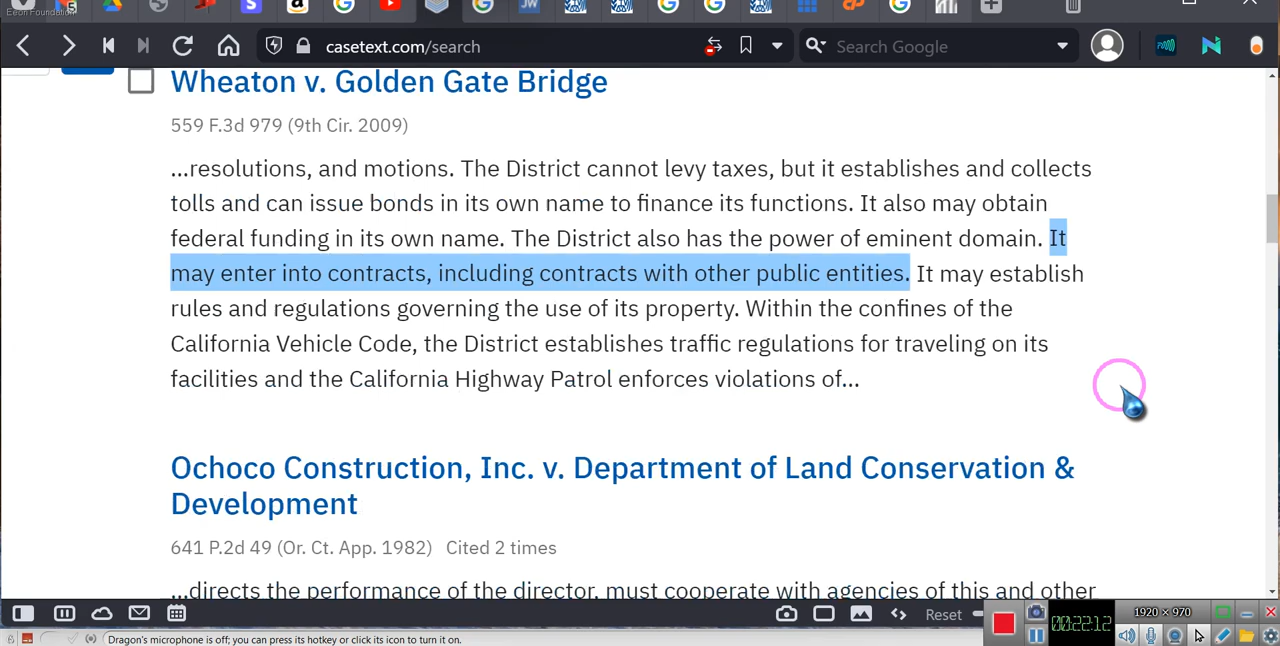 Eeon Foundation
casetext.com/search
Search Google
Wheaton v. Golden Gate Bridge
559 F.3d 979 (9th Cir. 2009)
...resolutions, and motions. The District cannot levy taxes, but it establishes and collects
tolls and can issue bonds in its own name to finance its functions. It also may obtain
federal funding in its own name. The District also has the power of eminent domain. It
may enter into contracts, including contracts with other public entities. It may establish
rules and regulations governing the use of its property. Within the confines of the
California Vehicle Code, the District establishes traffic regulations for traveling on its
facilities and the California Highway Patrol enforces violations of...
Ochoco Construction, Inc. v. Department of Land Conservation &
Development
641 P.2d 49 (Or. Ct. App. 1982) Cited 2 times
...directs the performance of the director, must cooperate with agencies of this and other
Reset
1920 × 970
00:22:12
Dragon's microphone is off; you can press its hotkey or click its icon to turn it on.